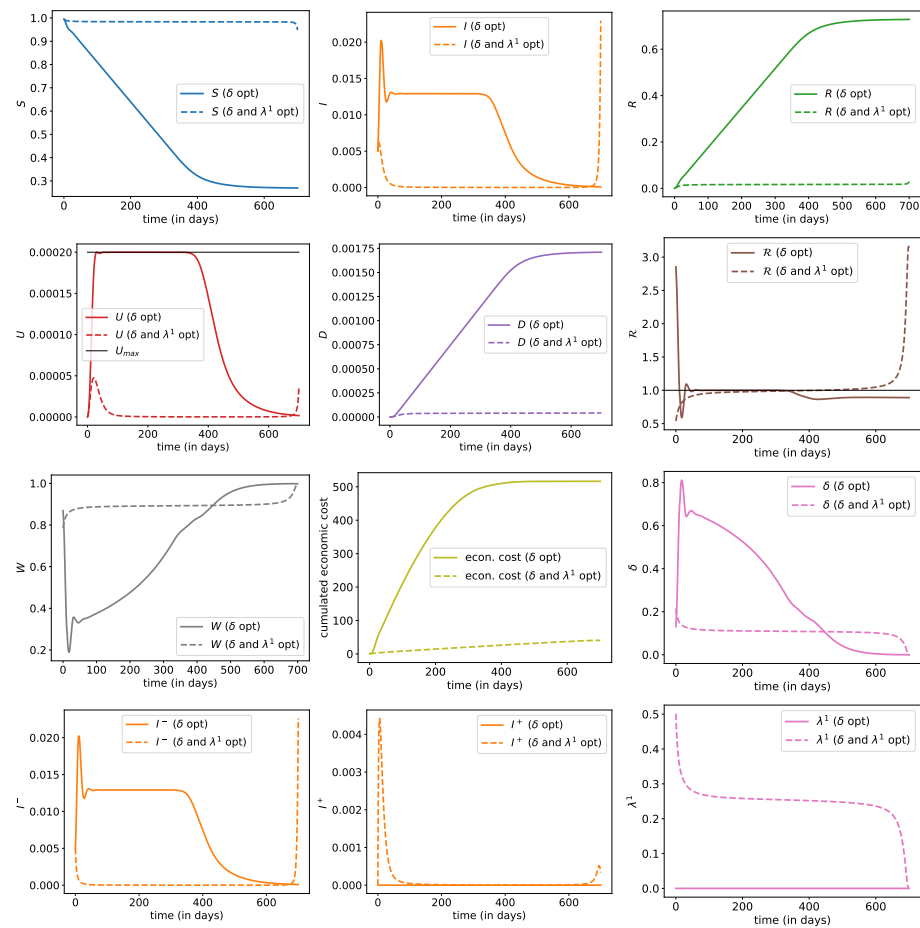 1.0
0.9
0.8
0.7
0.6
0.5
0.4
0.3
S
0
200
400
600
time (in days)
S (δ opt)
S (δ and λ¹ opt)
0.020
0.015
0.010
0.005
0.000
I
0
200
400
600
time (in days)
I (δ opt)
I (δ and λ¹ opt)
0.6
0.4
0.2
0.0
R
0
100
200
300
400
500
600
700
time (in days)
R (δ opt)
R (δ and λ¹ opt)
0.00020
0.00015
0.00010
0.00005
0.00000
U
0
200
400
600
time (in days)
U (δ opt)
U (δ and λ¹ opt)
Umax
0.00175
0.00150
0.00125
0.00100
0.00075
0.00050
0.00025
0.00000
D
0
200
400
600
time (in days)
D (δ opt)
D (δ and λ¹ opt)
3.0
2.5
2.0
1.5
1.0
0.5
ℛ
0
200
400
600
time (in days)
ℛ (δ opt)
ℛ (δ and λ¹ opt)
1.0
0.8
0.6
0.4
0.2
W
0
100
200
300
400
500
600
700
time (in days)
W (δ opt)
W (δ and λ¹ opt)
500
400
300
200
100
0
cumulated economic cost
0
200
400
600
time (in days)
econ. cost (δ opt)
econ. cost (δ and λ¹ opt)
0.8
0.6
0.4
0.2
0.0
δ
0
200
400
600
time (in days)
δ (δ opt)
δ (δ and λ¹ opt)
0.020
0.015
0.010
0.005
0.000
I⁻
0
200
400
600
time (in days)
I⁻ (δ opt)
I⁻ (δ and λ¹ opt)
0.004
0.003
0.002
0.001
0.000
I⁺
0
200
400
600
time (in days)
I⁺ (δ opt)
I⁺ (δ and λ¹ opt)
0.5
0.4
0.3
0.2
0.1
0.0
λ¹
0
200
400
600
time (in days)
λ¹ (δ opt)
λ¹ (δ and λ¹ opt)